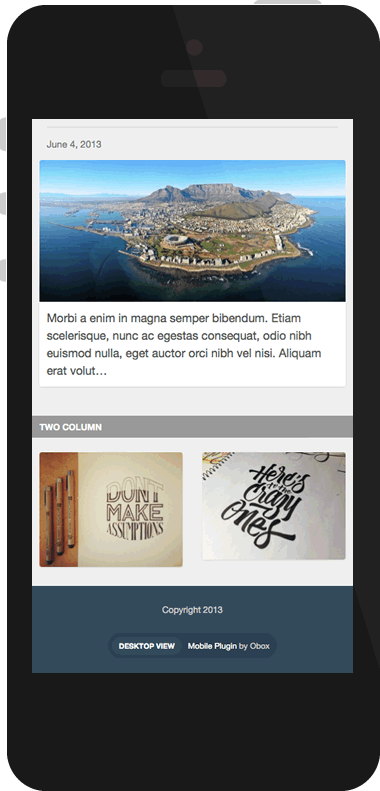 June 4, 2013
Morbi a enim in magna semper bibendum. Etiam
scelerisque, nunc ac egestas consequat, odio nibh
euismod nulla, eget auctor orci nibh vel nisi. Aliquam
erat volut…
TWO COLUMN
DON'T
MAKE
ASSUMPTIONS
Here's
to the
Crazy
Ones
Copyright 2013
DESKTOP VIEW Mobile Plugin by Obox